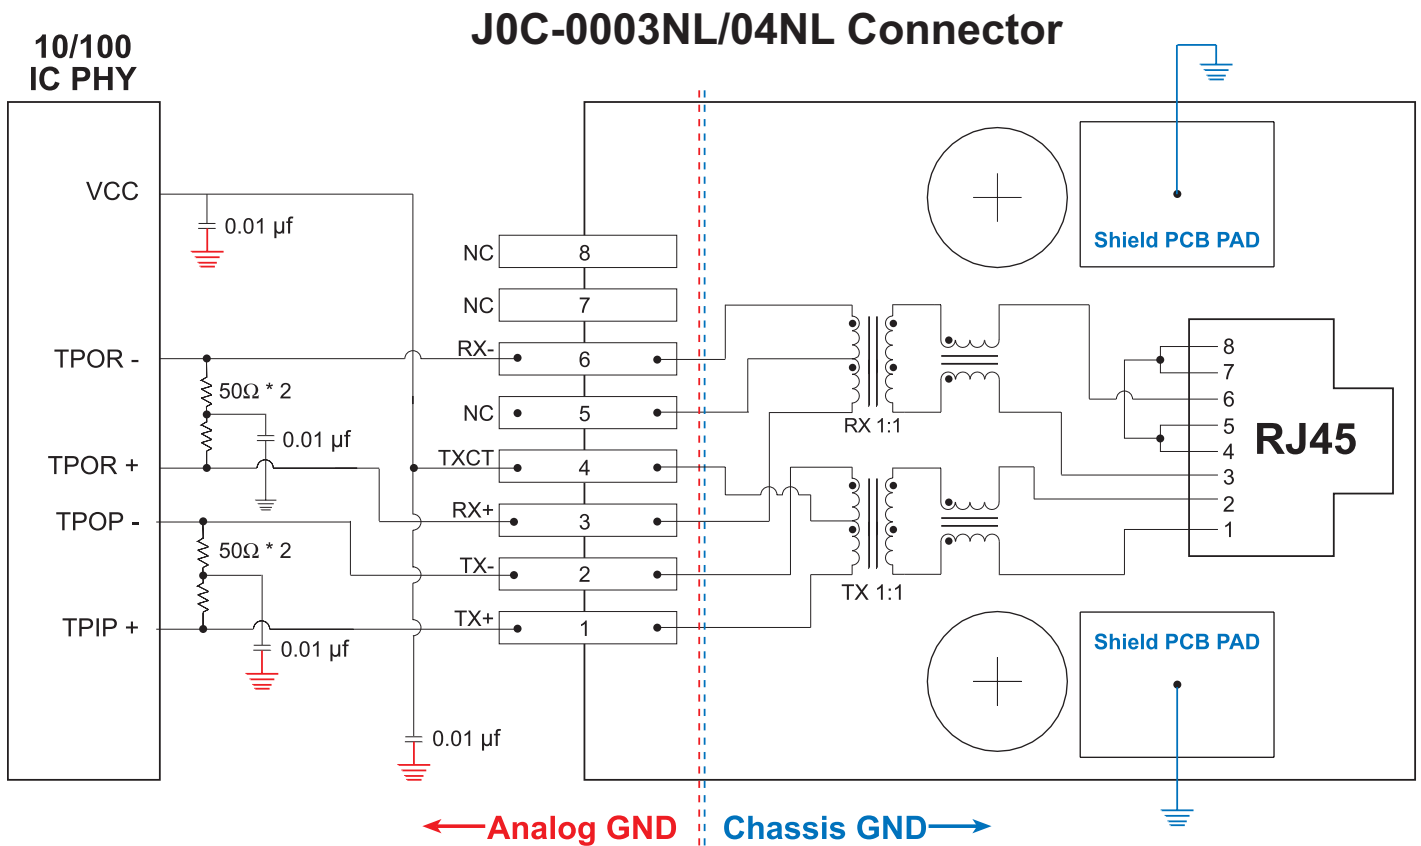 J0C-0003NL/04NL Connector
10/100
IC PHY
VCC
0.01 µf
TPOR -
50Ω * 2
0.01 µf
TPOR +
TPOP -
50Ω * 2
TPIP +
0.01 µf
0.01 µf
NC 8
NC 7
RX- 6
NC 5
TXCT 4
RX+ 3
TX- 2
TX+ 1
RX 1:1
TX 1:1
Shield PCB PAD
8
7
6
5
4
3
2
1
RJ45
Shield PCB PAD
Analog GND
Chassis GND